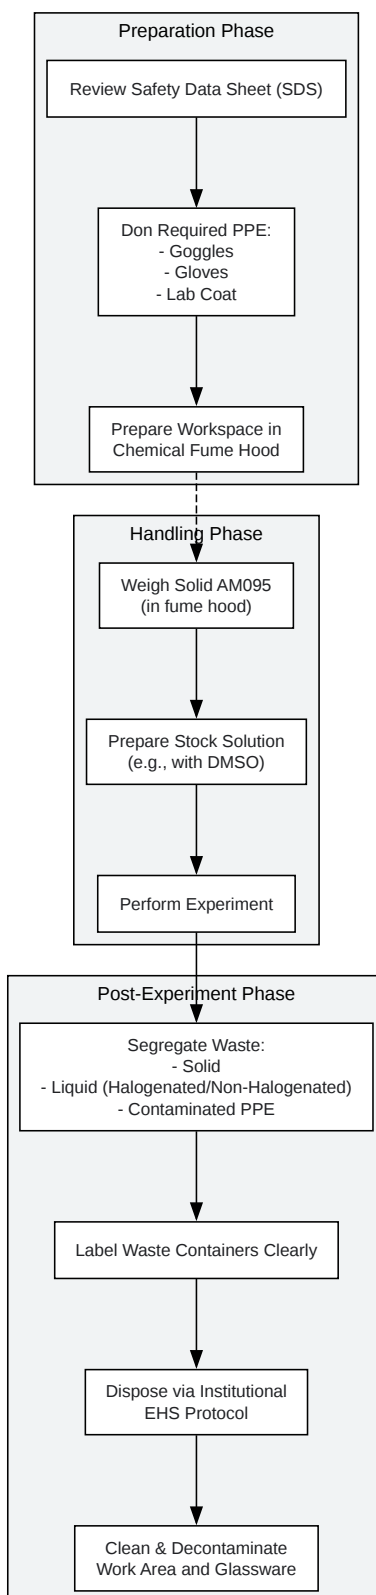 Preparation Phase
Review Safety Data Sheet (SDS)
Don Required PPE:
- Goggles
- Gloves
- Lab Coat
Prepare Workspace in
Chemical Fume Hood
Handling Phase
Weigh Solid AM095
(in fume hood)
Prepare Stock Solution
(e.g., with DMSO)
Perform Experiment
Post-Experiment Phase
Segregate Waste:
- Solid
- Liquid (Halogenated/Non-Halogenated)
- Contaminated PPE
Label Waste Containers Clearly
Dispose via Institutional
EHS Protocol
Clean & Decontaminate
Work Area and Glassware